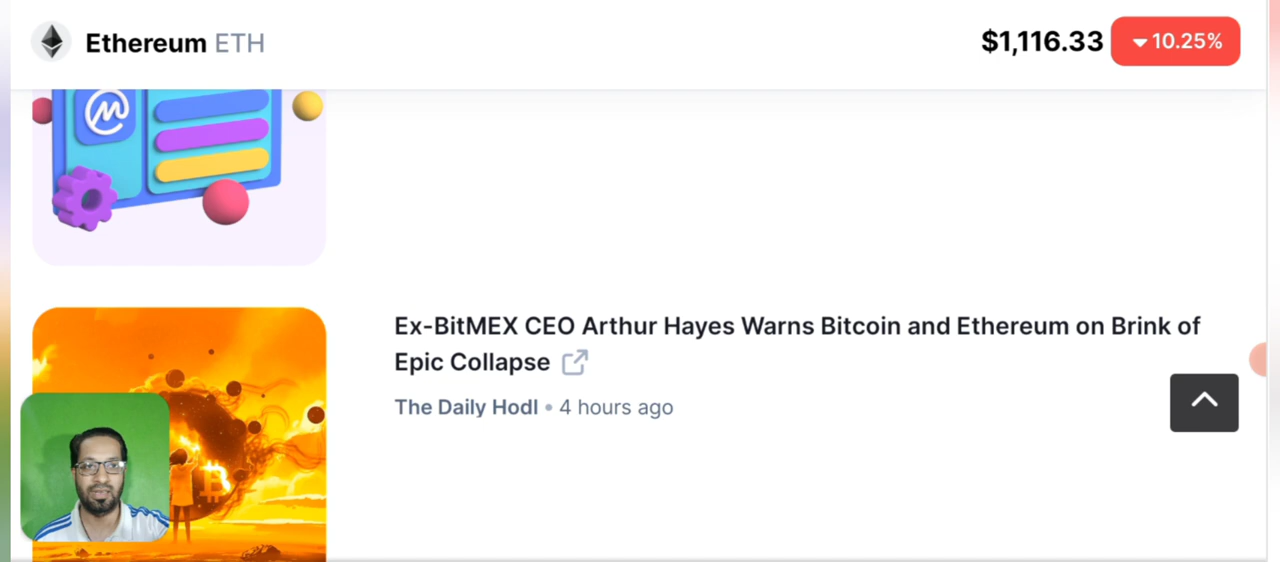 Ethereum ETH
$1,116.33 10.25%
Ex-BitMEX CEO Arthur Hayes Warns Bitcoin and Ethereum on Brink of
Epic Collapse
The Daily Hodl • 4 hours ago